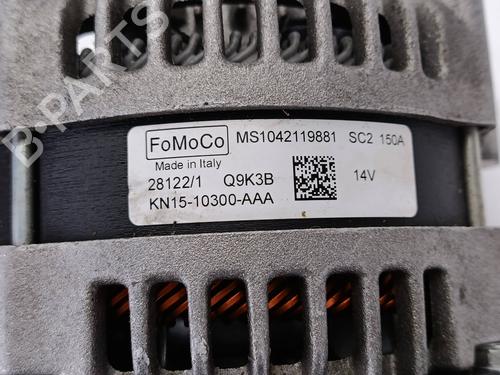 B-PARTS
FoMoCo MS1042119881 SC2 150A
Made in Italy
28122/1 Q9K3B 14V
KN15-10300-AAA